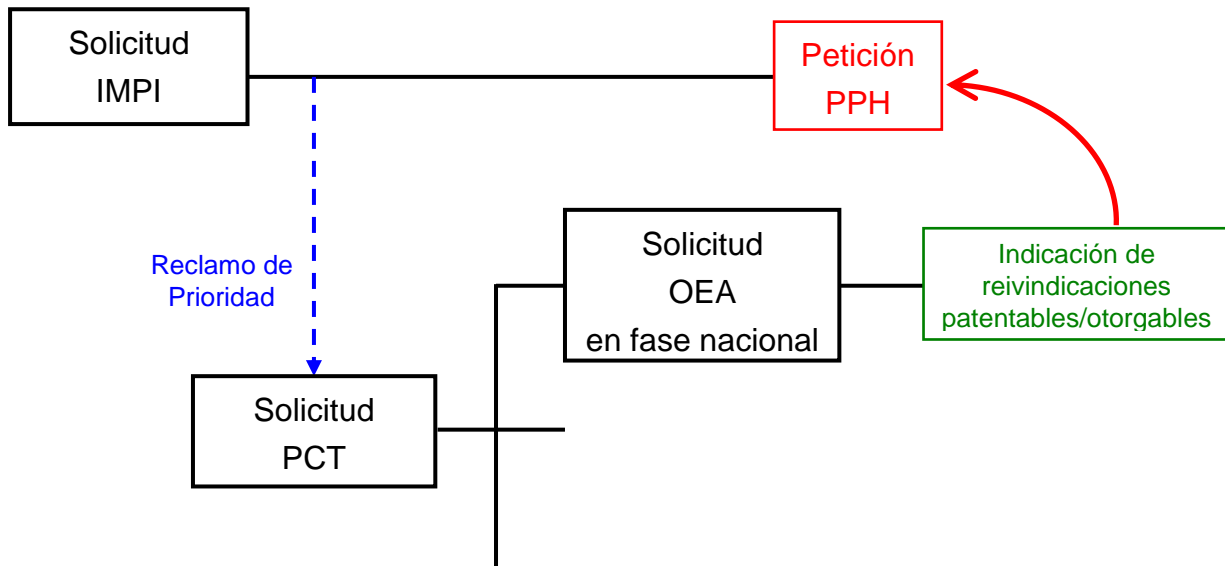 Solicitud
IMPI
Petición
PPH
Reclamo de
Prioridad
Solicitud
OEA
en fase nacional
Indicación de
reivindicaciones
patentables/otorgables
Solicitud
PCT